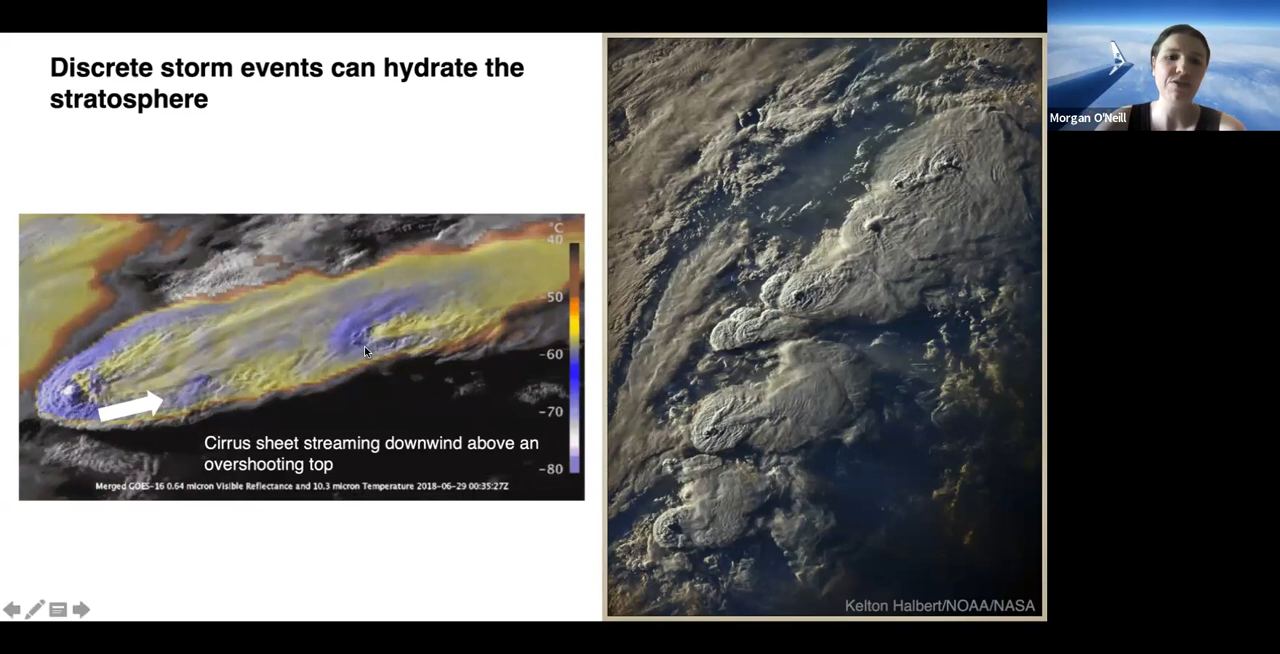 Discrete storm events can hydrate the
stratosphere
°C
40
-50
-60
-70
-80
Cirrus sheet streaming downwind above an
overshooting top
Merged GOES-16 0.64 micron Visible Reflectance and 10.3 micron Temperature 2018-06-29 00:35:27Z
Kelton Halbert/NOAA/NASA
Morgan O'Neill